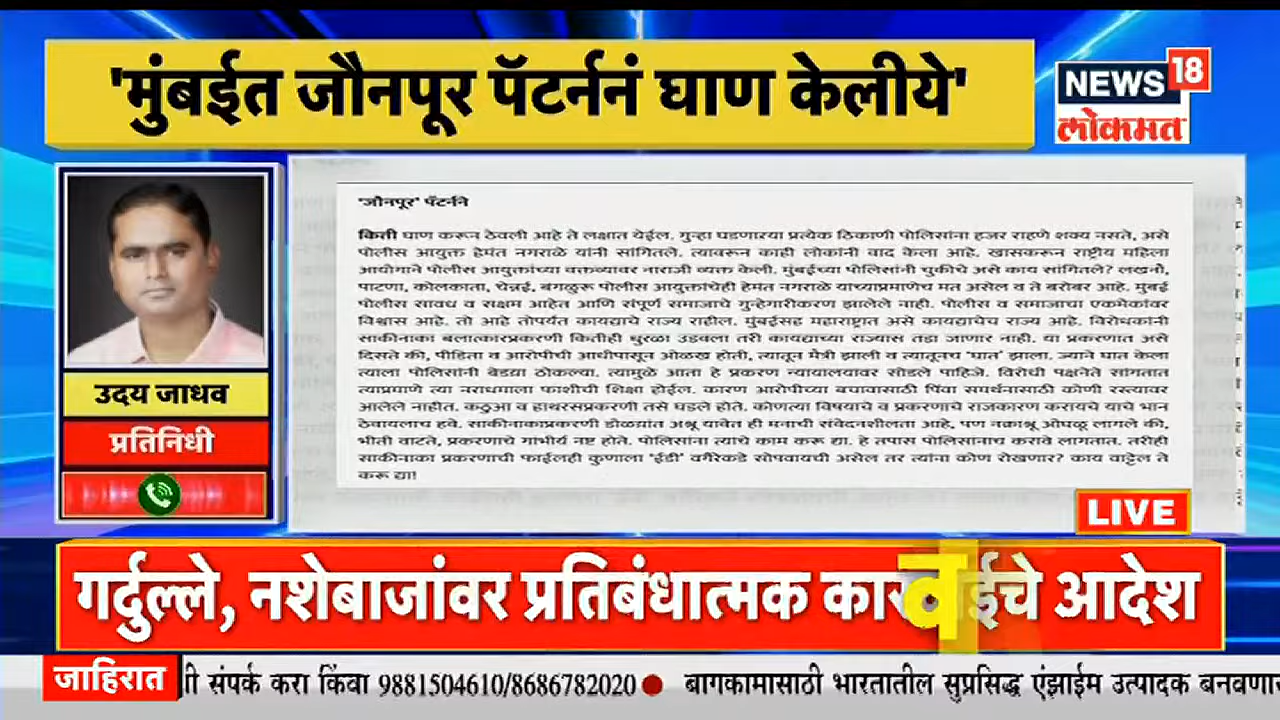 'मुंबईत जौनपूर पॅटर्ननं घाण केलीये'
NEWS 18
लोकमत
'जौनपूर' पॅटर्नने
किती घाण करून ठेवली आहे ते लक्षात येईल. गुन्हा घडणाऱ्या प्रत्येक ठिकाणी पोलिसांना हजर राहणे शक्य नसते, असे
पोलीस आयुक्त हेमंत नगराळे यांनी सांगितले. त्यावरून काही लोकांनी वाद केला आहे. खासकरून राष्ट्रीय महिला
आयोगाने पोलीस आयुक्तांच्या वक्तव्यावर नाराजी व्यक्त केली. मुंबईच्या पोलिसांनी चुकीचे असे काय सांगितले? लखनौ,
पाटणा, कोलकाता, चेन्नई, बंगळुरू पोलीस आयुक्तांचेही हेमंत नगराळे यांच्याप्रमाणेच मत असेल व ते बरोबर आहे. मुंबई
पोलीस सावध व सक्षम आहेत आणि संपूर्ण समाजाचे गुन्हेगारीकरण झालेले नाही. पोलीस व समाजाचा एकमेकांवर
विश्वास आहे. तो आहे तोपर्यंत कायद्याचे राज्य राहील. मुंबईसह महाराष्ट्रात असे कायद्याचेच राज्य आहे. विरोधकांनी
साकीनाका बलात्कारप्रकरणी कितीही धुरळा उडवला तरी कायद्याच्या राज्यास तडा जाणार नाही. या प्रकरणात असे
दिसते की, पीडिता व आरोपीची आधीपासून ओळख होती, त्यातून मैत्री झाली व त्यातूनच 'घात' झाला. ज्याने घात केला
त्याला पोलिसांनी बेड्या ठोकल्या. त्यामुळे आता हे प्रकरण न्यायालयावर सोडले पाहिजे. विरोधी पक्षनेते सांगतात
त्याप्रमाणे त्या नराधमाला फाशीची शिक्षा होईल. कारण आरोपीच्या बचावासाठी किंवा समर्थनासाठी कोणी रस्त्यावर
आलेले नाहीत. कठुआ व हाथरसप्रकरणी तसे घडले होते. कोणत्या विषयाचे व प्रकरणाचे राजकारण करायचे याचे भान
ठेवायलाच हवे. साकीनाकाप्रकरणी डोळ्यांत अश्रू यावेत ही मनाची संवेदनशीलता आहे, पण नक्राश्रू ओघळू लागले की,
भीती वाटते, प्रकरणाचे गांभीर्य नष्ट होते. पोलिसांना त्याचे काम करू द्या. हे तपास पोलिसांनाच करावे लागतात. तरीही
साकीनाका प्रकरणाची फाईलही कुणाला 'ईडी' वगैरेकडे सोपवायची असेल तर त्यांना कोण रोखणार? काय वाट्टेल ते
करू द्या!
उदय जाधव
प्रतिनिधी
LIVE
गर्दुल्ले, नशेबाजांवर प्रतिबंधात्मक कारवाईचे आदेश
जाहिरात
संपर्क करा किंवा 9881504610/8686782020 ● बागकामासाठी भारतातील सुप्रसिद्ध एंझाईम उत्पादक बनवणार